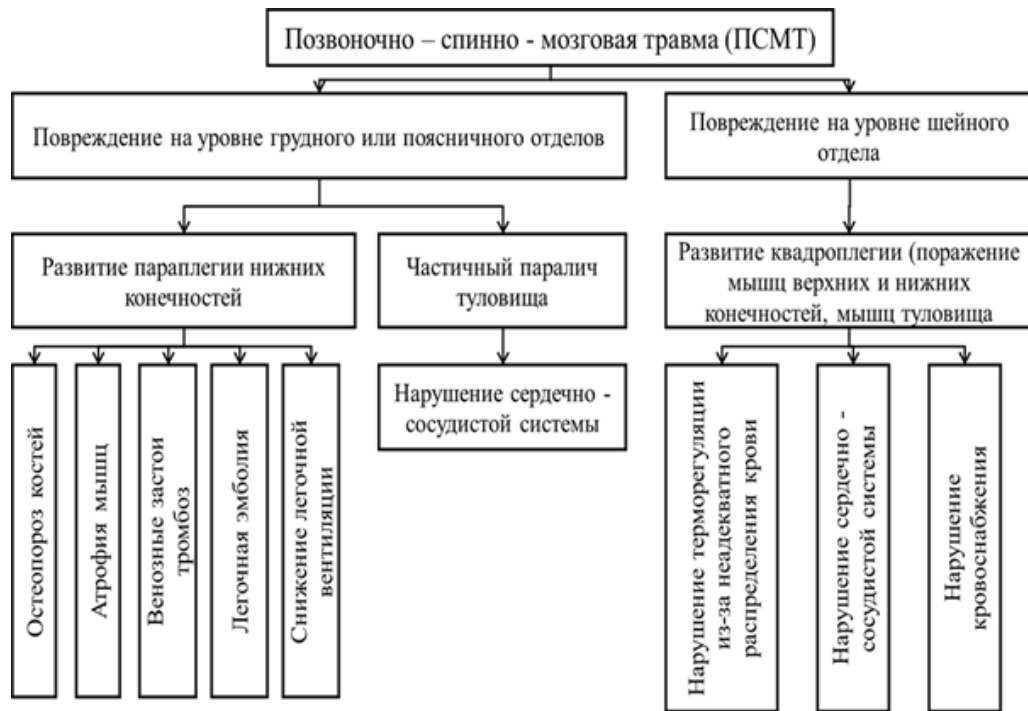 Позвоночно – спинно - мозговая травма (ПСМТ)
Повреждение на уровне грудного или поясничного отделов
Повреждение на уровне шейного
отдела
Развитие параплегии нижних
конечностей
Частичный паралич
туловища
Развитие квадроплегии (поражение
мышц верхних и нижних
конечностей, мышц туловища
Остеопороз костей
Атрофия мышц
Венозные застои
тромбоз
Легочная эмболия
Снижение легочной
вентиляции
Нарушение сердечно -
сосудистой системы
Нарушение терморегуляции
из-за неадекватного
распределения крови
Нарушение сердечно -
сосудистой системы
Нарушение
кровоснабжения